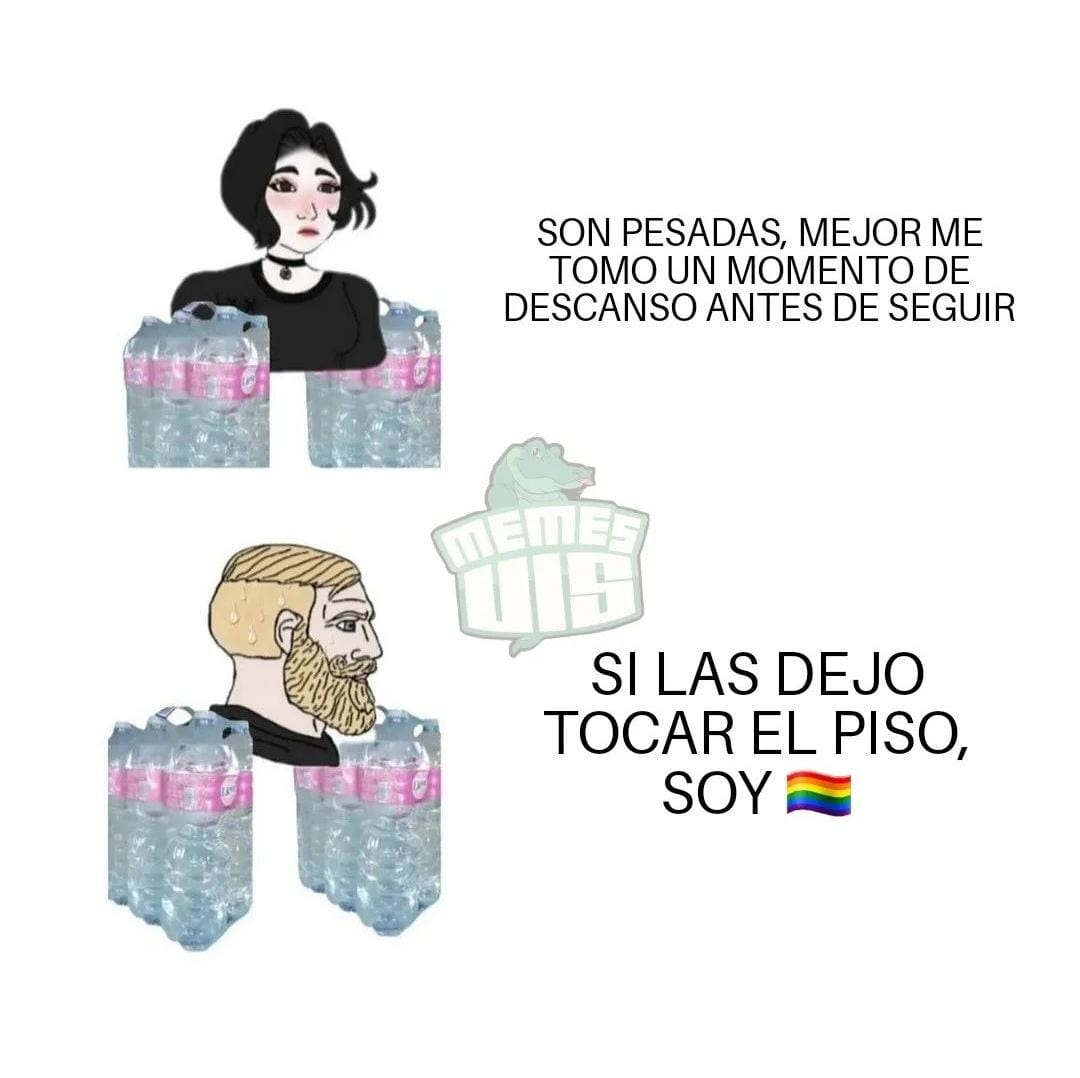 SON PESADAS, MEJOR ME
TOMO UN MOMENTO DE
DESCANSO ANTES DE SEGUIR
MEMES
UIS
SI LAS DEJO
TOCAR EL PISO,
SOY 🏳️‍🌈